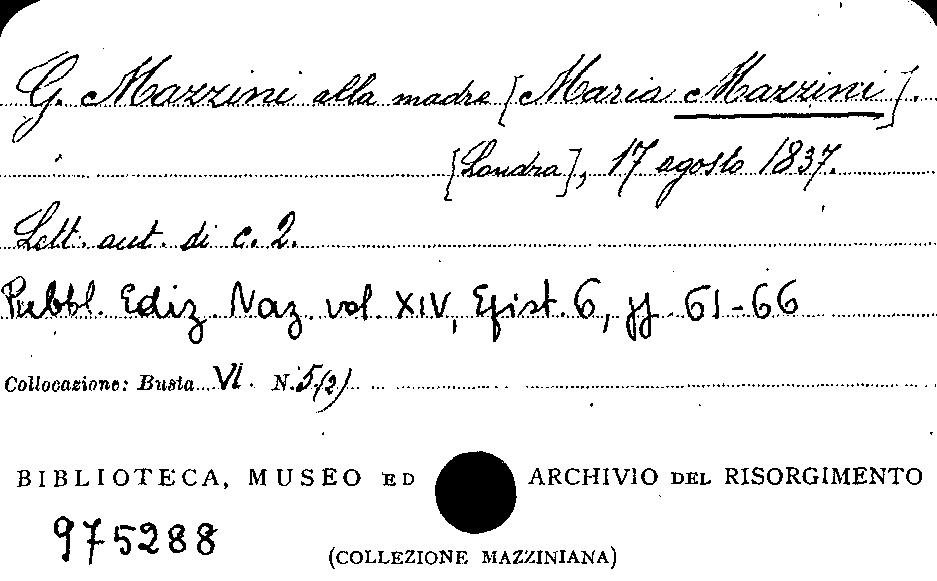 G. Mazzini alla madre [Maria Mazzini].
[Londra], 17 agosto 1837.
Lett. aut. di c. 2.
Pubbl. Ediz. Naz. vol. XIV, Epist. 6, pp. 61-66
Collocazione: Busta VI. N. 5(2)
BIBLIOTECA, MUSEO ED ARCHIVIO DEL RISORGIMENTO
975288
(COLLEZIONE MAZZINIANA)